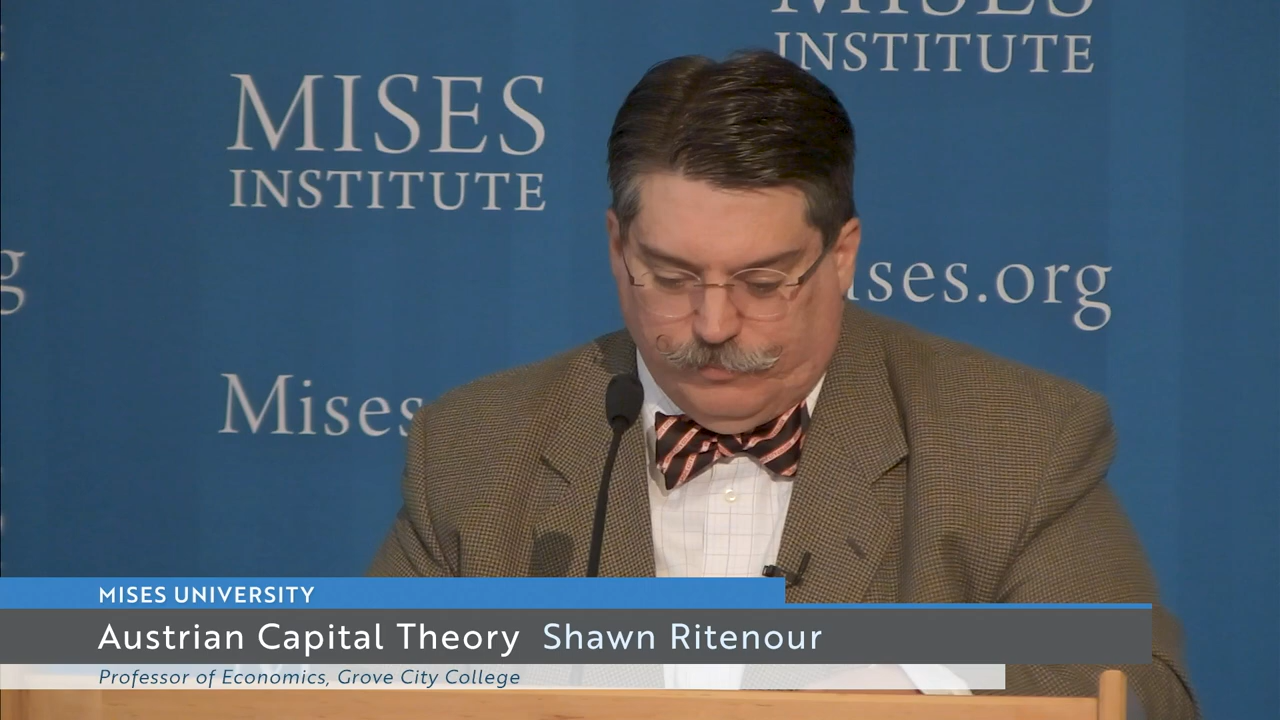 MISES
INSTITUTE
MISES
INSTITUTE
ises.org
Mises
g
MISES UNIVERSITY
Austrian Capital Theory Shawn Ritenour
Professor of Economics, Grove City College